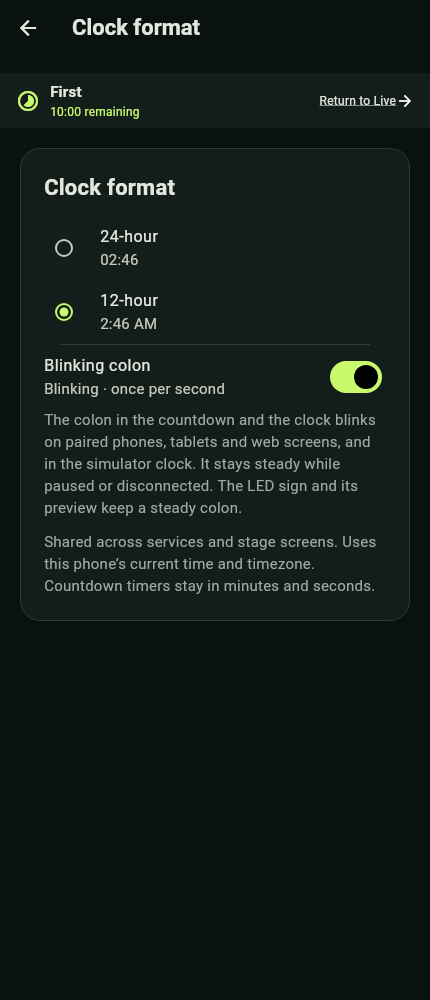 Clock format
First
10:00 remaining
Return to Live
Clock format
24-hour
02:46
12-hour
2:46 AM
Blinking colon
Blinking · once per second
The colon in the countdown and the clock blinks
on paired phones, tablets and web screens, and
in the simulator clock. It stays steady while
paused or disconnected. The LED sign and its
preview keep a steady colon.
Shared across services and stage screens. Uses
this phone’s current time and timezone.
Countdown timers stay in minutes and seconds.